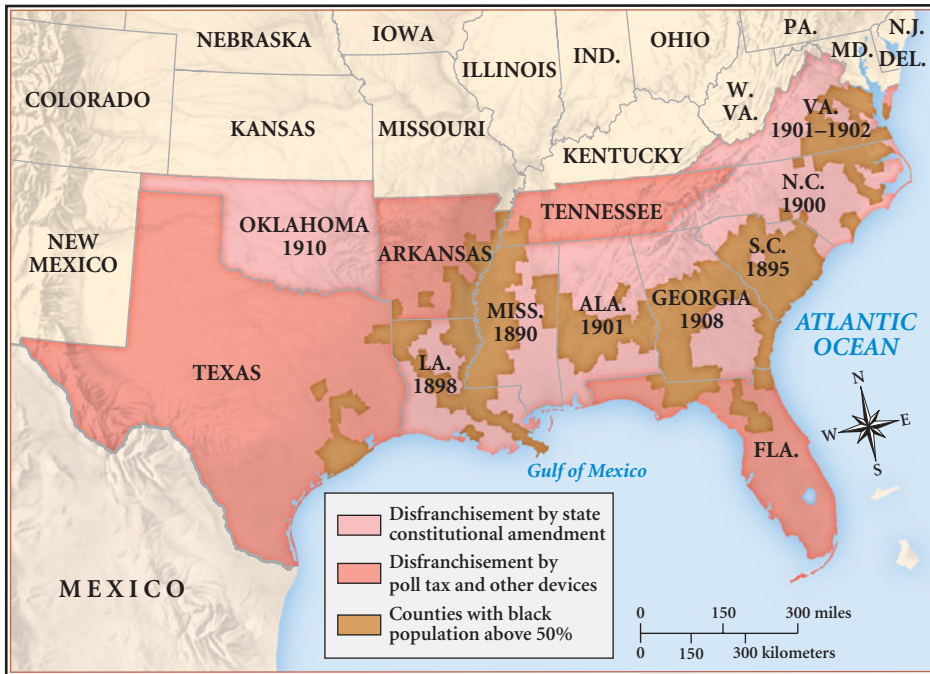 NEBRASKA
IOWA
ILLINOIS
IND.
OHIO
PA.
N.J.
MD.
DEL.
COLORADO
KANSAS
MISSOURI
W.
VA.
KENTUCKY
VA.
1901–1902
NEW
MEXICO
OKLAHOMA
1910
ARKANSAS
TENNESSEE
N.C.
1900
S.C.
1895
TEXAS
LA.
1898
MISS.
1890
ALA.
1901
GEORGIA
1908
ATLANTIC
OCEAN
N
W
E
S
FLA.
Gulf of Mexico
MEXICO
Disfranchisement by state
constitutional amendment
Disfranchisement by
poll tax and other devices
Counties with black
population above 50%
0 150 300 miles
0 150 300 kilometers